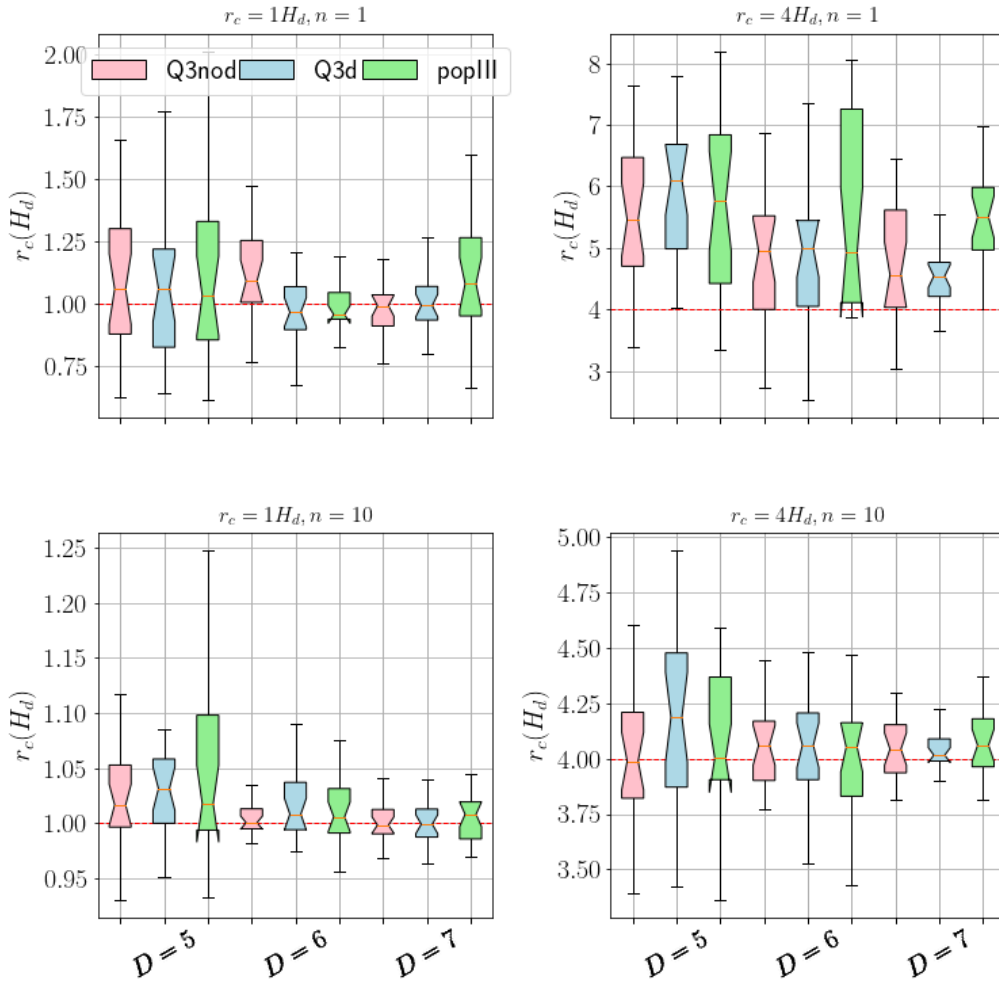 r_c = 1H_d, n = 1
2.00
1.75
1.50
1.25
1.00
0.75
r_c(H_d)
Q3nod
Q3d
popIII
r_c = 4H_d, n = 1
8
7
6
5
4
3
r_c(H_d)
r_c = 1H_d, n = 10
1.25
1.20
1.15
1.10
1.05
1.00
0.95
r_c(H_d)
D = 5
D = 6
D = 7
r_c = 4H_d, n = 10
5.00
4.75
4.50
4.25
4.00
3.75
3.50
r_c(H_d)
D = 5
D = 6
D = 7